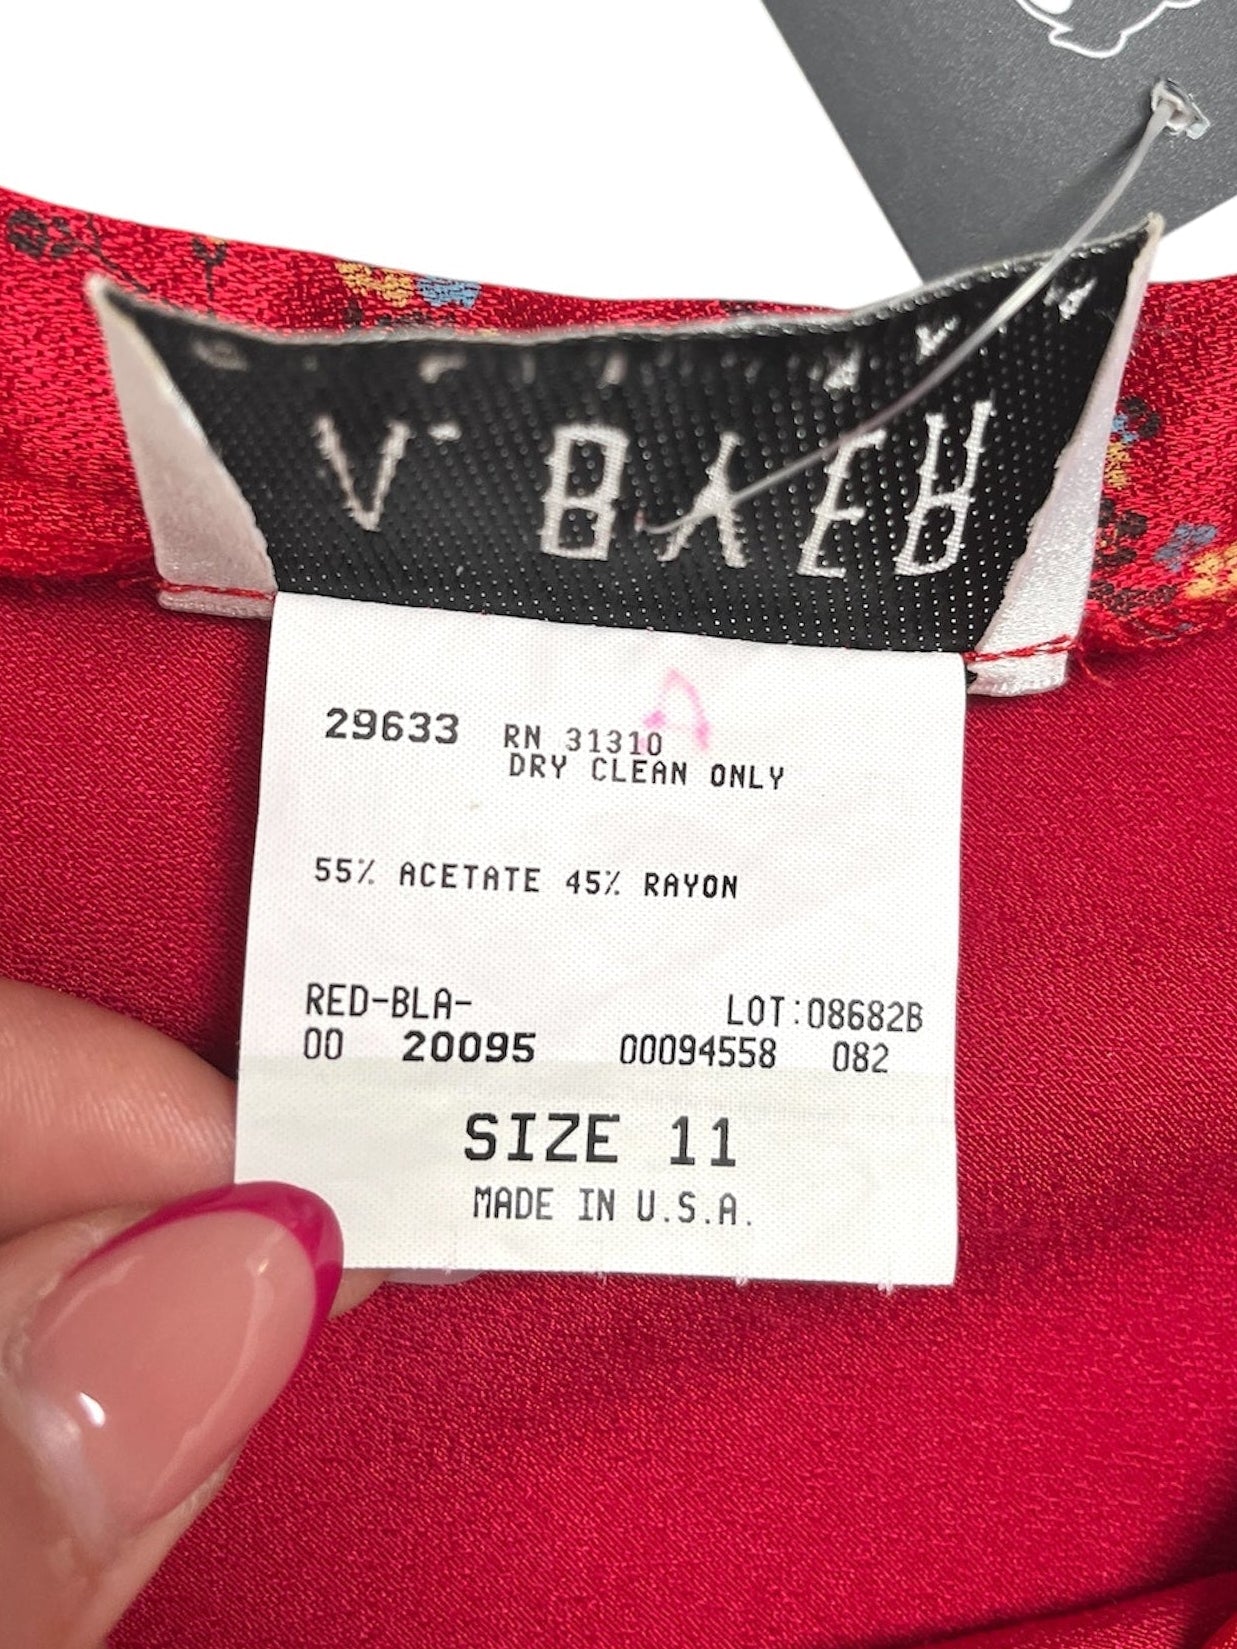 A
29633 RN 31310
DRY CLEAN ONLY
55% ACETATE 45% RAYON
RED-BLA- LOT:08682B
00 20095 00094558 082
SIZE 11
MADE IN U.S.A.